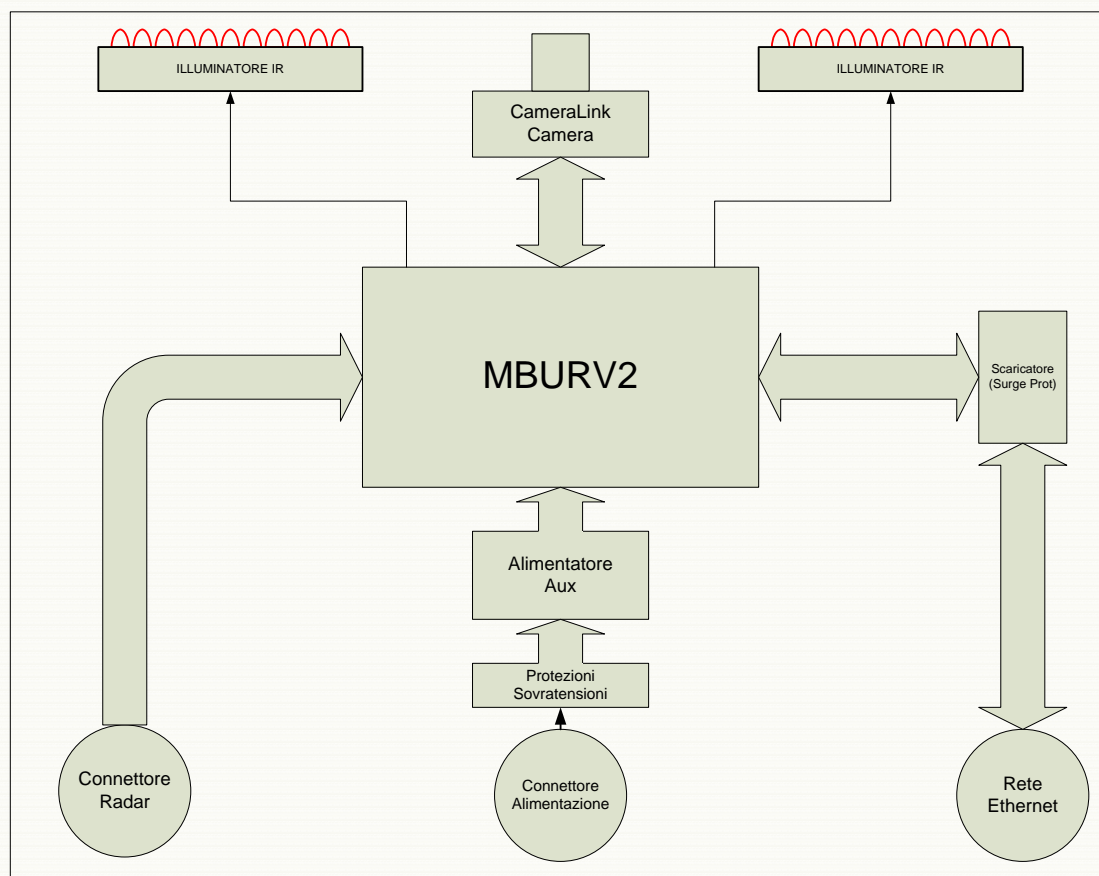 ILLUMINATORE IR
CameraLink
Camera
ILLUMINATORE IR
MBURV2
Scaricatore
(Surge Prot)
Alimentatore
Aux
Protezioni
Sovratensioni
Connettore
Radar
Connettore
Alimentazione
Rete
Ethernet